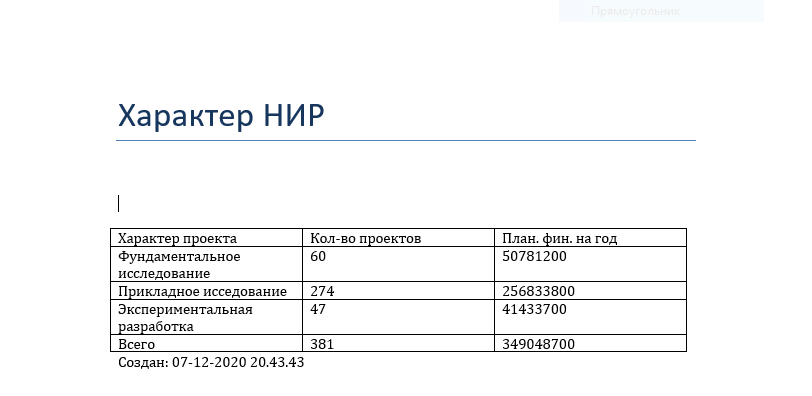 Прямоугольник
Характер НИР
Характер проекта Кол-во проектов План. фин. на год
Фундаментальное 60 50781200
исследование
Прикладное исседование 274 256833800
Экспериментальная 47 41433700
разработка
Всего 381 349048700
Создан: 07-12-2020 20.43.43